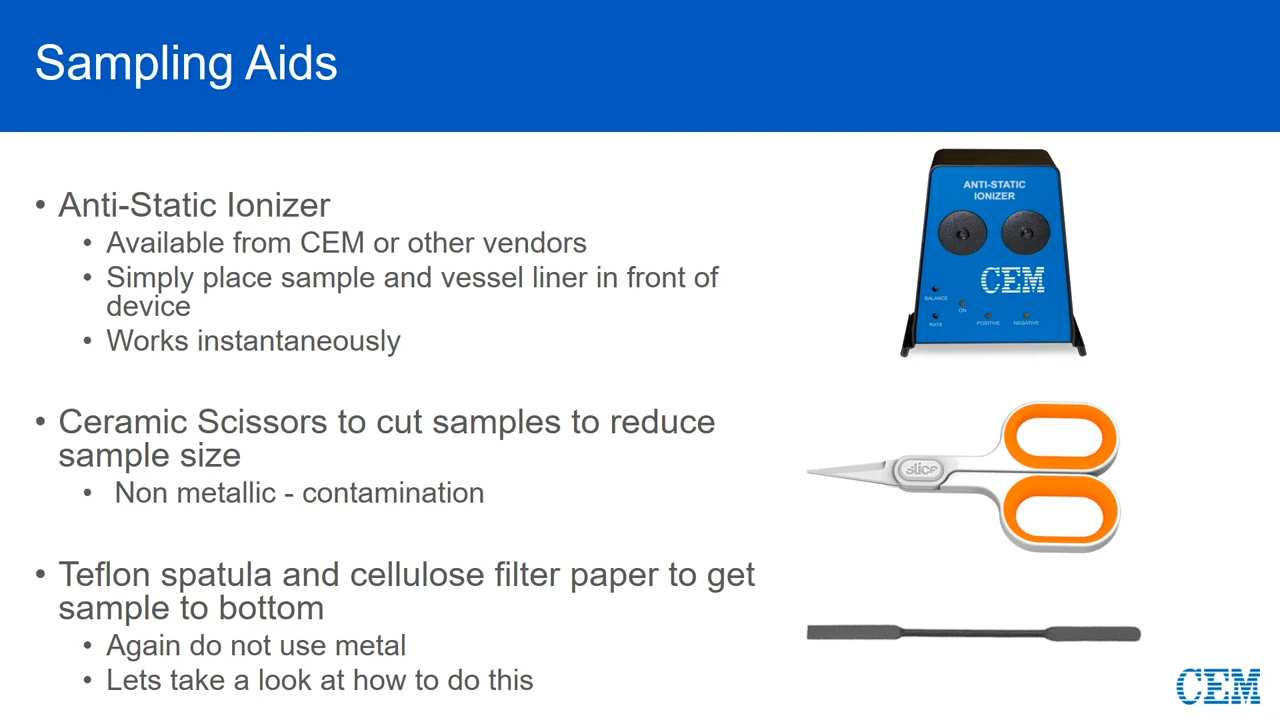 Sampling Aids
• Anti-Static Ionizer
• Available from CEM or other vendors
• Simply place sample and vessel liner in front of
device
• Works instantaneously
• Ceramic Scissors to cut samples to reduce
sample size
• Non metallic - contamination
• Teflon spatula and cellulose filter paper to get
sample to bottom
• Again do not use metal
• Lets take a look at how to do this
ANTI-STATIC
IONIZER
CEM
BALANCE
ON
RATE
POSITIVE
NEGATIVE
slice
CEM